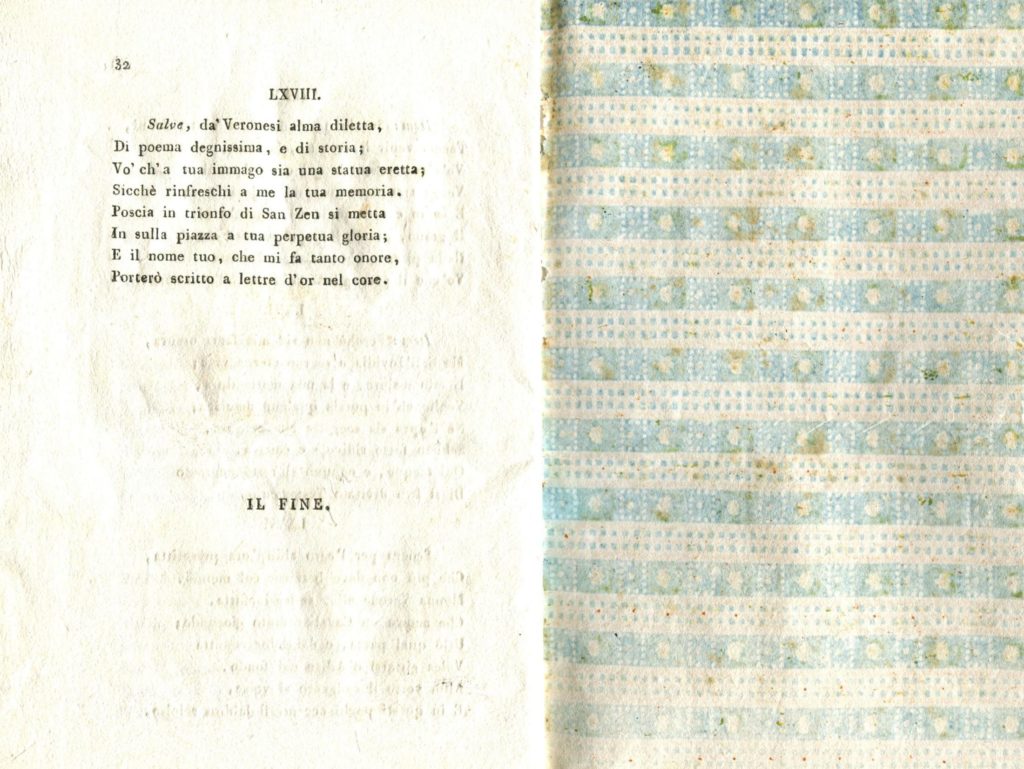 32
LXVIII.
Salve, da' Veronesi alma diletta,
Di poema degnissima, e di storia;
Vo' ch' a tua immago sia una statua eretta;
Sicchè rinfreschi a me la tua memoria.
Poscia in trionfo di San Zen si metta
In sulla piazza a tua perpetua gloria;
E il nome tuo, che mi fa tanto onore,
Porterò scritto a lettre d' or nel core.
IL FINE.